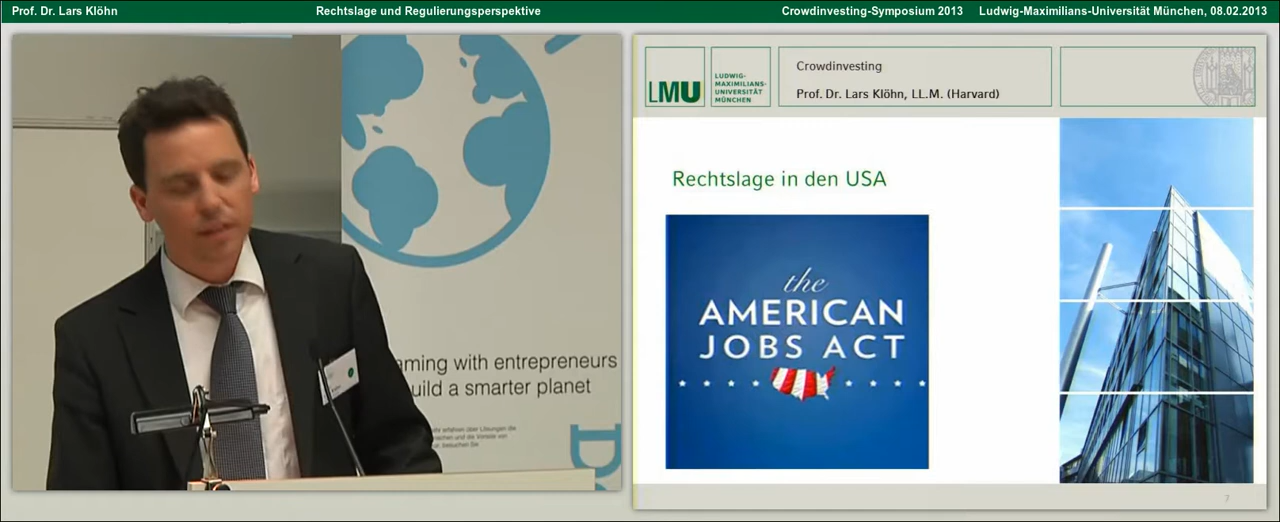 Prof. Dr. Lars Klöhn Rechtslage und Regulierungsperspektive Crowdinvesting-Symposium 2013 Ludwig-Maximilians-Universität München, 08.02.2013
aming with entrepreneurs
uild a smarter planet
LMU
LUDWIG-
MAXIMILIANS-
UNIVERSITÄT
MÜNCHEN
Crowdinvesting
Prof. Dr. Lars Klöhn, LL.M. (Harvard)
Rechtslage in den USA
the
AMERICAN
JOBS ACT
7